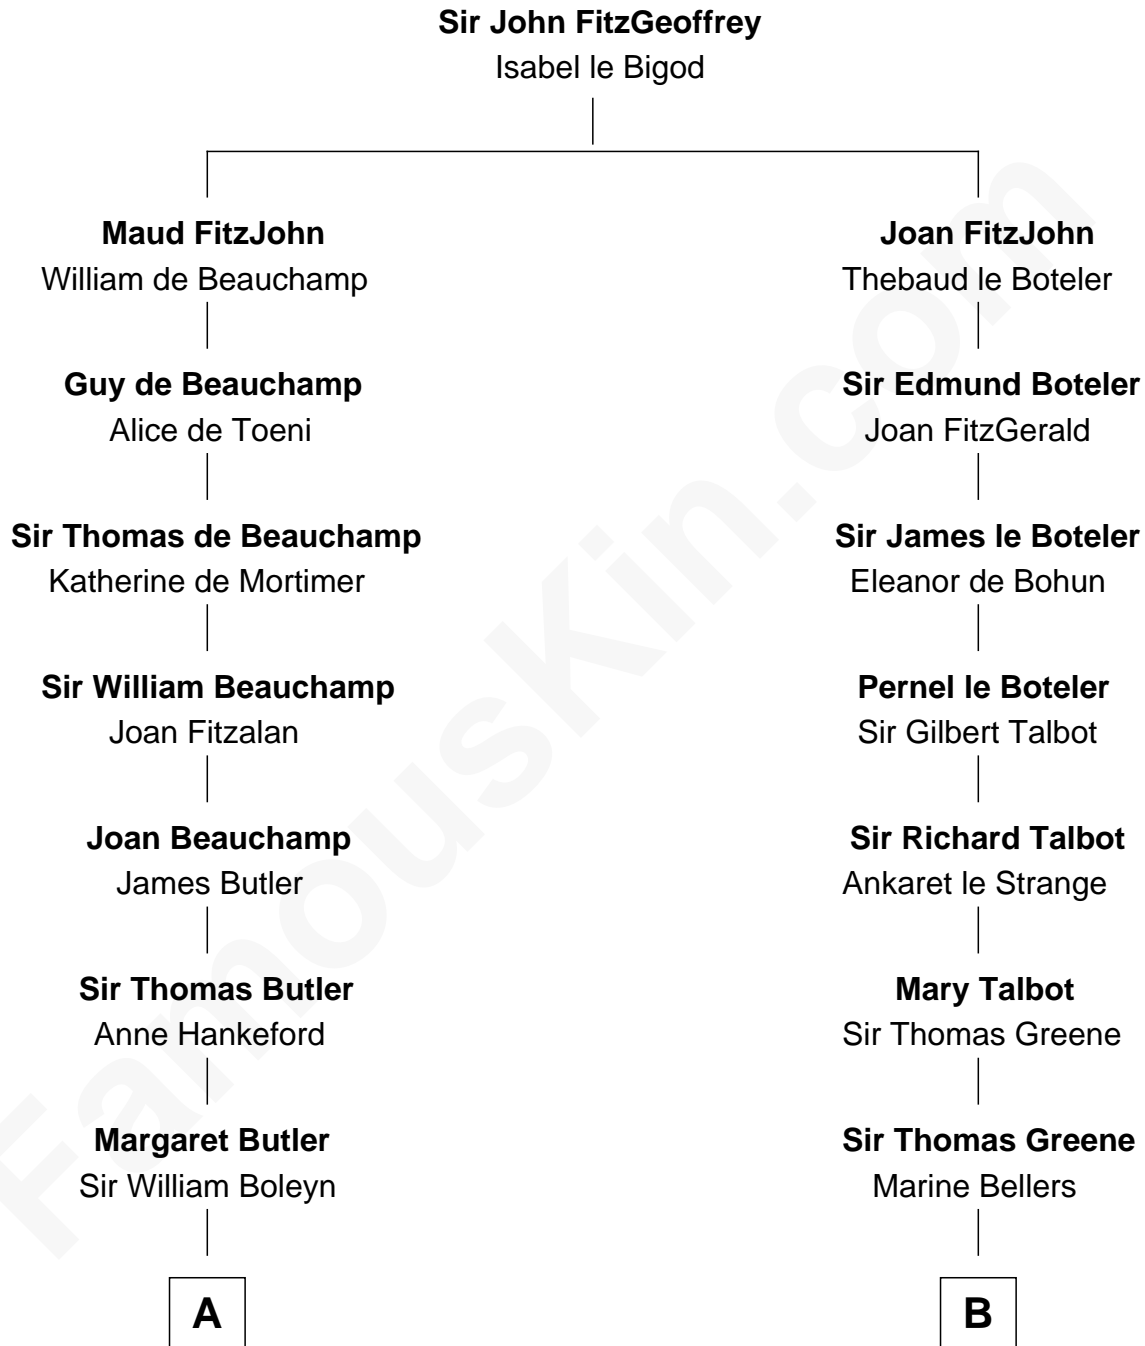 Sir John FitzGeoffrey
Isabel le Bigod
Maud FitzJohn
William de Beauchamp
Joan FitzJohn
Thebaud le Boteler
Guy de Beauchamp
Alice de Toeni
Sir Edmund Boteler
Joan FitzGerald
Sir Thomas de Beauchamp
Katherine de Mortimer
Sir James le Boteler
Eleanor de Bohun
Sir William Beauchamp
Joan Fitzalan
Pernel le Boteler
Sir Gilbert Talbot
Joan Beauchamp
James Butler
Sir Richard Talbot
Ankaret le Strange
Sir Thomas Butler
Anne Hankeford
Mary Talbot
Sir Thomas Greene
Margaret Butler
Sir William Boleyn
Sir Thomas Greene
Marine Bellers
A
B
FamousKin.com